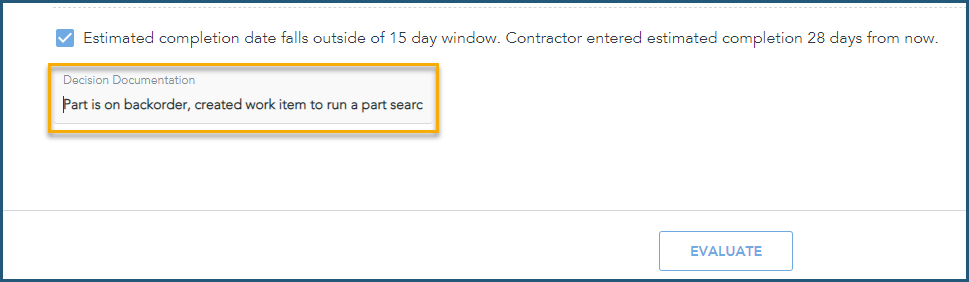 Estimated completion date falls outside of 15 day window. Contractor entered estimated completion 28 days from now.
Decision Documentation
Part is on backorder, created work item to run a part searc
EVALUATE